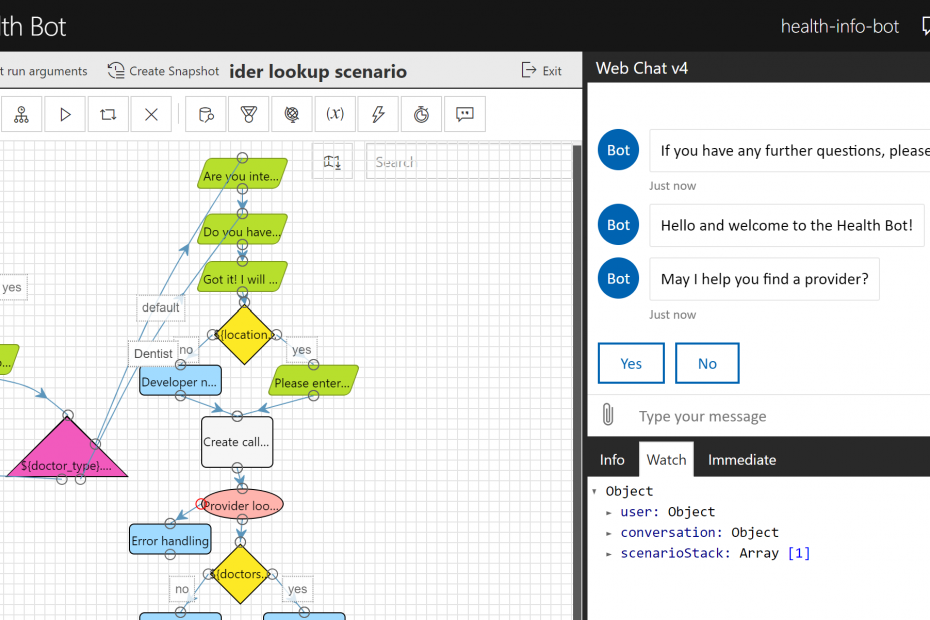 lth Bot
health-info-bot
t run arguments
Create Snapshot
ider lookup scenario
Exit
(x)
Search
Are you inte...
Do you have...
Got it! I will ...
yes
default
${location...
Dentist
no
yes
Developer n...
Please enter...
${doctor_type}....
Create call...
Provider loo...
Error handling
${doctors...
no
yes
Web Chat v4
Bot
If you have any further questions, please
Just now
Bot
Hello and welcome to the Health Bot!
Bot
May I help you find a provider?
Just now
Yes
No
Type your message
Info
Watch
Immediate
Object
user: Object
conversation: Object
scenarioStack: Array [1]